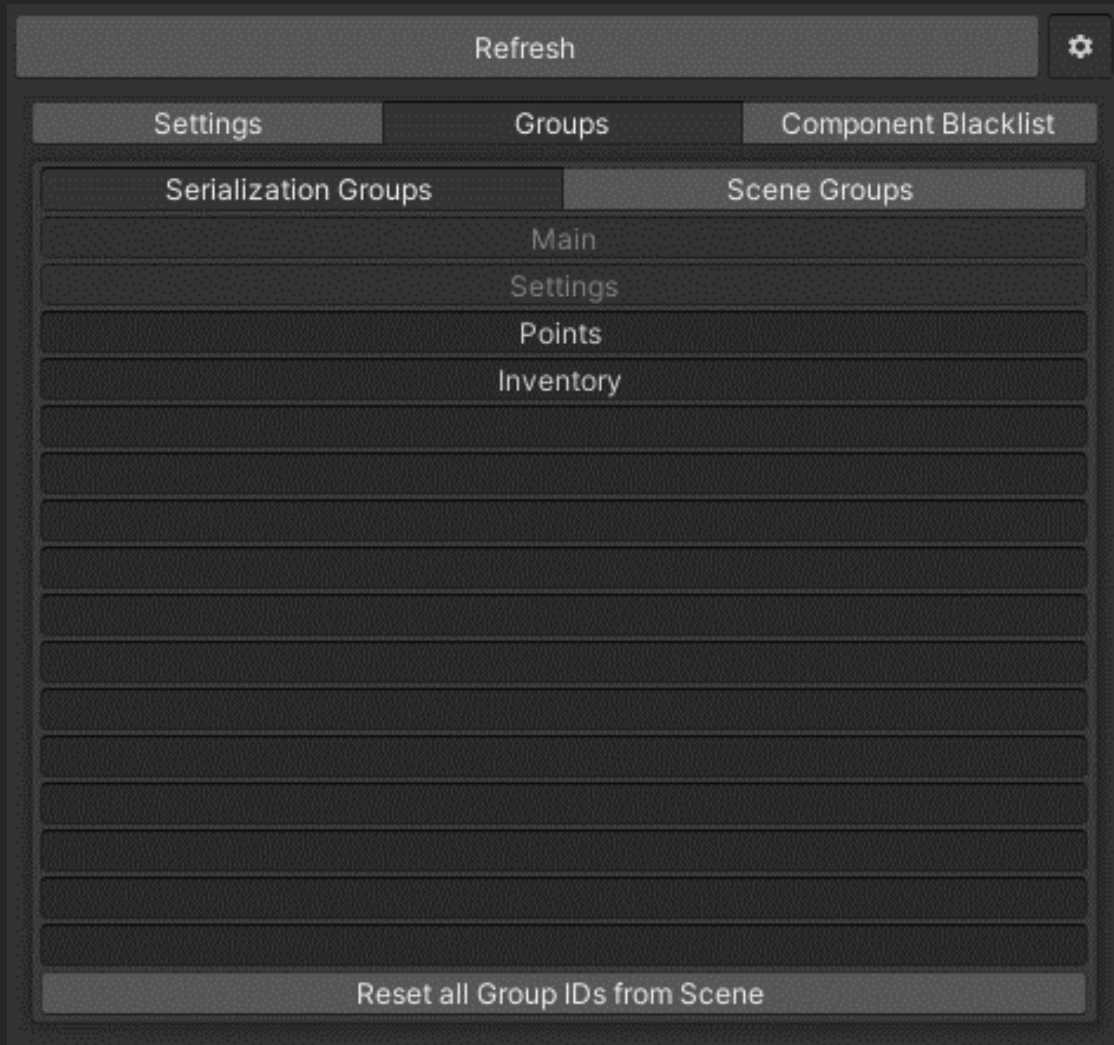 Refresh
Settings Groups Component Blacklist
Serialization Groups Scene Groups
Main
Settings
Points
Inventory
Reset all Group IDs from Scene